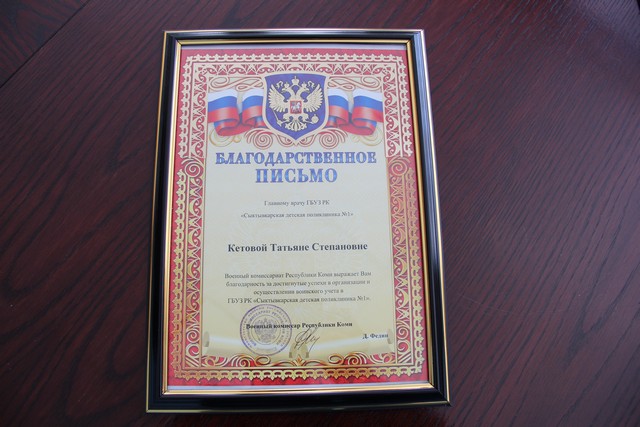 БЛАГОДАРСТВЕННОЕ
ПИСЬМО
Главному врачу ГБУЗ РК
«Сыктывкарская детская поликлиника №1»
Кетовой Татьяне Степановне
Военный комиссариат Республики Коми выражает Вам
благодарность за достигнутые успехи в организации и
осуществлении воинского учета в
ГБУЗ РК «Сыктывкарская детская поликлиника №1».
Военный комиссар Республики Коми
Д. Федин